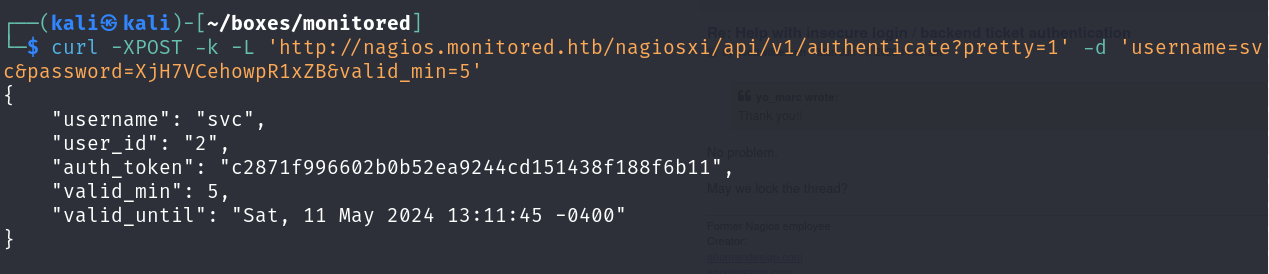 ┌──(kali㉿kali)-[~/boxes/monitored]
└─$ curl -XPOST -k -L 'http://nagios.monitored.htb/nagiosxi/api/v1/authenticate?pretty=1' -d 'username=sv
c&password=XjH7VCehowpR1xZB&valid_min=5'
{
    "username": "svc",
    "user_id": "2",
    "auth_token": "c2871f996602b0b52ea9244cd151438f188f6b11",
    "valid_min": 5,
    "valid_until": "Sat, 11 May 2024 13:11:45 -0400"
}
Re: Help with insecure login / backend ticket authentication
wrote:
Thank you!!
No problem
May we lock the thread?
Former Nagios employee
Creator